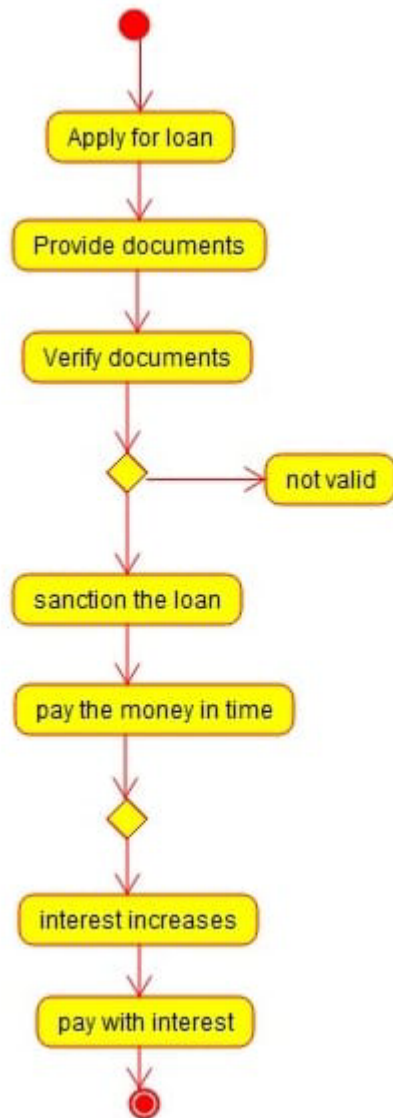 Apply for loan
Provide documents
Verify documents
not valid
sanction the loan
pay the money in time
interest increases
pay with interest